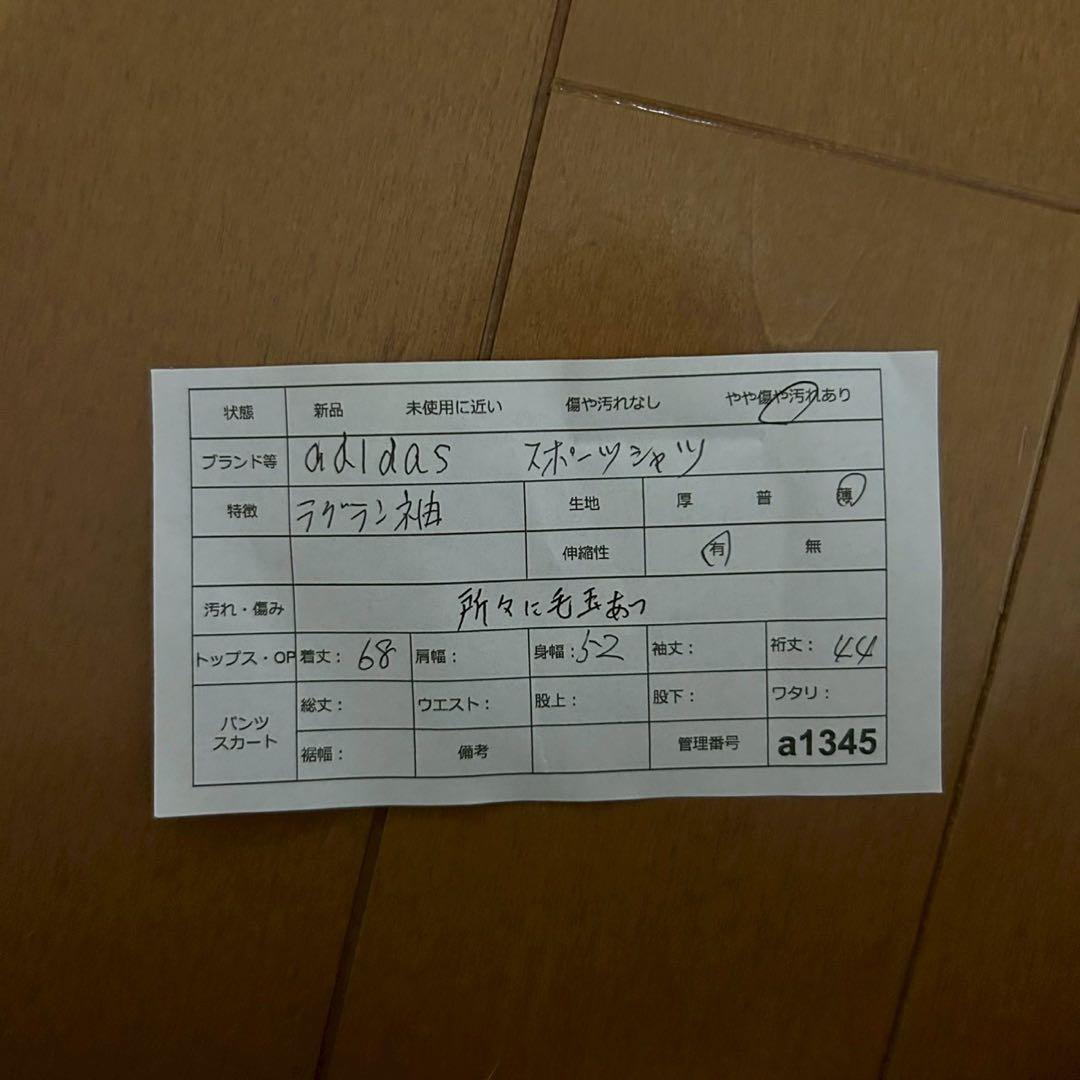 状態 新品 未使用に近い 傷や汚れなし やや傷や汚れあり
ブランド等 adidas スポーツシャツ
特徴 ラグラン袖 生地 厚 普 薄
伸縮性 有 無
汚れ・傷み 所々に毛玉あり
トップス・OP 着丈: 68 肩幅: 身幅: 52 袖丈: 裄丈: 44
パンツ スカート 総丈: ウエスト: 股上: 股下: ワタリ:
裾幅: 備考 管理番号 a1345